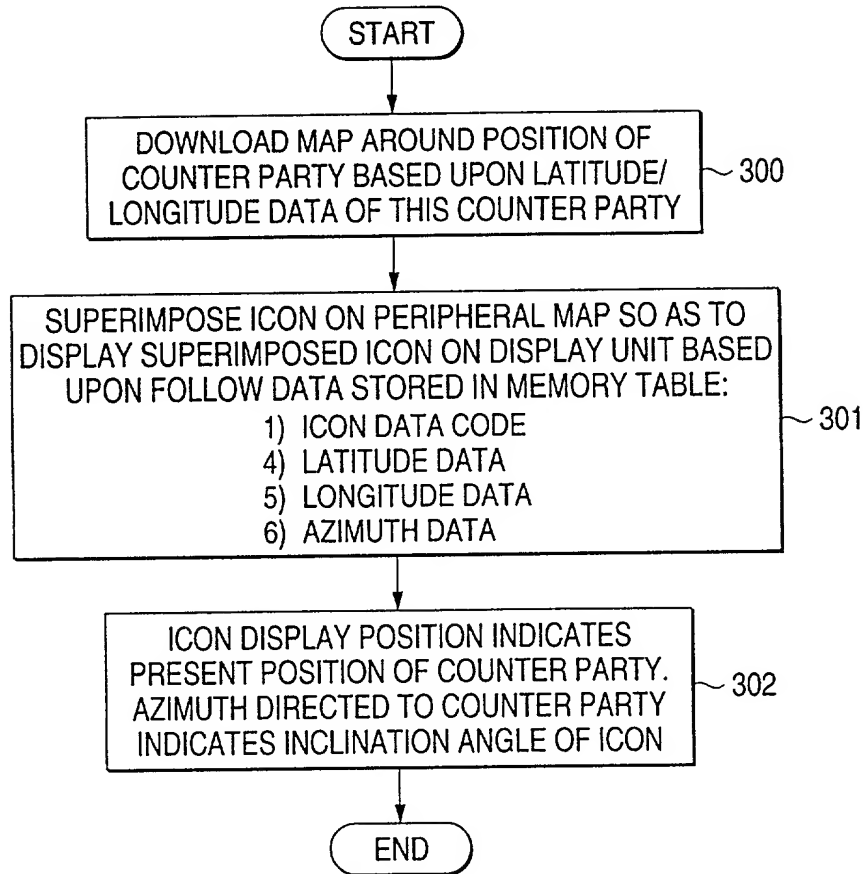 START
DOWNLOAD MAP AROUND POSITION OF
COUNTER PARTY BASED UPON LATITUDE/
LONGITUDE DATA OF THIS COUNTER PARTY
300
SUPERIMPOSE ICON ON PERIPHERAL MAP SO AS TO
DISPLAY SUPERIMPOSED ICON ON DISPLAY UNIT BASED
UPON FOLLOW DATA STORED IN MEMORY TABLE:
1) ICON DATA CODE
4) LATITUDE DATA
5) LONGITUDE DATA
6) AZIMUTH DATA
301
ICON DISPLAY POSITION INDICATES
PRESENT POSITION OF COUNTER PARTY.
AZIMUTH DIRECTED TO COUNTER PARTY
INDICATES INCLINATION ANGLE OF ICON
302
END